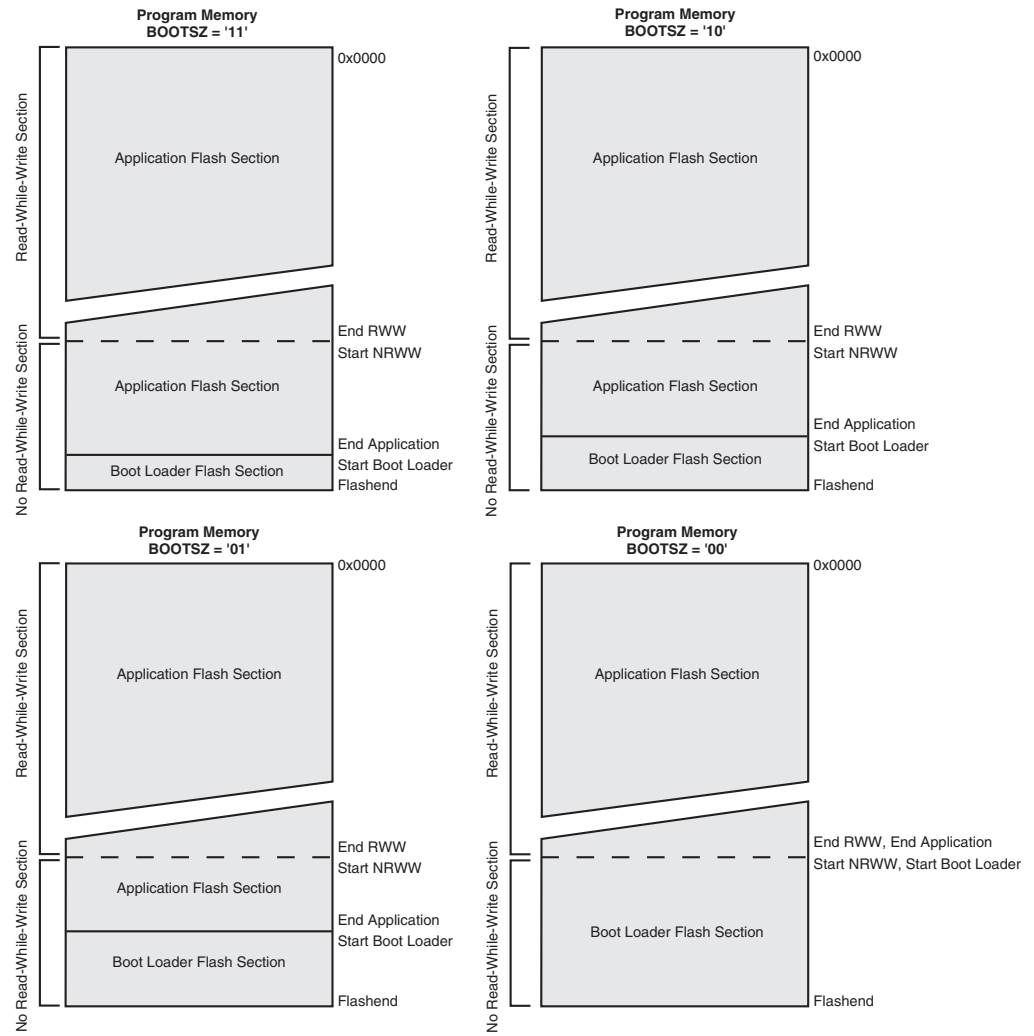 Program Memory
BOOTSZ = '11'
0x0000
Read-While-Write Section
Application Flash Section
End RWW
Start NRWW
No Read-While-Write Section
Application Flash Section
End Application
Start Boot Loader
Boot Loader Flash Section
Flashend
Program Memory
BOOTSZ = '10'
0x0000
Read-While-Write Section
Application Flash Section
End RWW
Start NRWW
No Read-While-Write Section
Application Flash Section
End Application
Start Boot Loader
Boot Loader Flash Section
Flashend
Program Memory
BOOTSZ = '01'
0x0000
Read-While-Write Section
Application Flash Section
End RWW
Start NRWW
No Read-While-Write Section
Application Flash Section
End Application
Start Boot Loader
Boot Loader Flash Section
Flashend
Program Memory
BOOTSZ = '00'
0x0000
Read-While-Write Section
Application Flash Section
End RWW, End Application
Start NRWW, Start Boot Loader
No Read-While-Write Section
Boot Loader Flash Section
Flashend